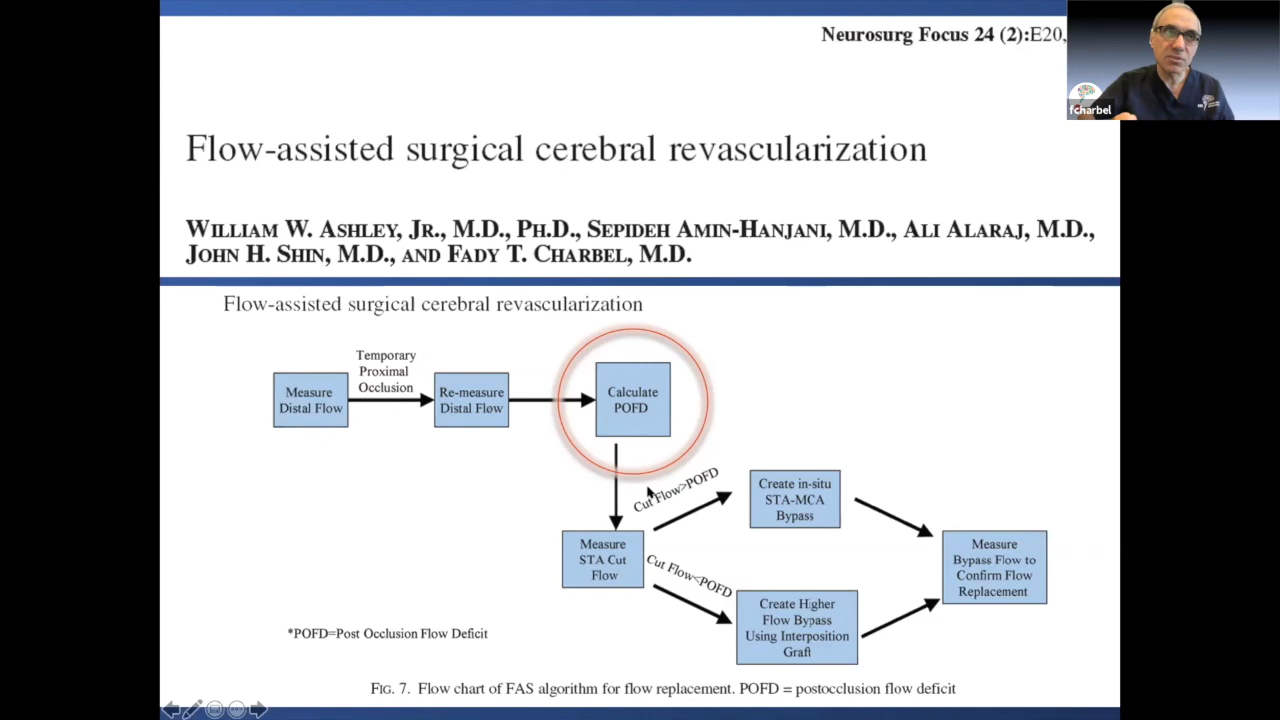 Neurosurg Focus 24 (2):E20,
fcharbel
Flow-assisted surgical cerebral revascularization
WILLIAM W. ASHLEY, JR., M.D., PH.D., SEPIDEH AMIN-HANJANI, M.D., ALI ALARAJ, M.D.,
JOHN H. SHIN, M.D., AND FADY T. CHARBEL, M.D.
Flow-assisted surgical cerebral revascularization
Measure
Distal Flow
Temporary
Proximal
Occlusion
Re-measure
Distal Flow
Calculate
POFD
Measure
STA Cut
Flow
Cut Flow>POFD
Create in-situ
STA-MCA
Bypass
Cut Flow<POFD
Create Higher
Flow Bypass
Using Interposition
Graft
Measure
Bypass Flow to
Confirm Flow
Replacement
*POFD=Post Occlusion Flow Deficit
FIG. 7. Flow chart of FAS algorithm for flow replacement. POFD = postocclusion flow deficit